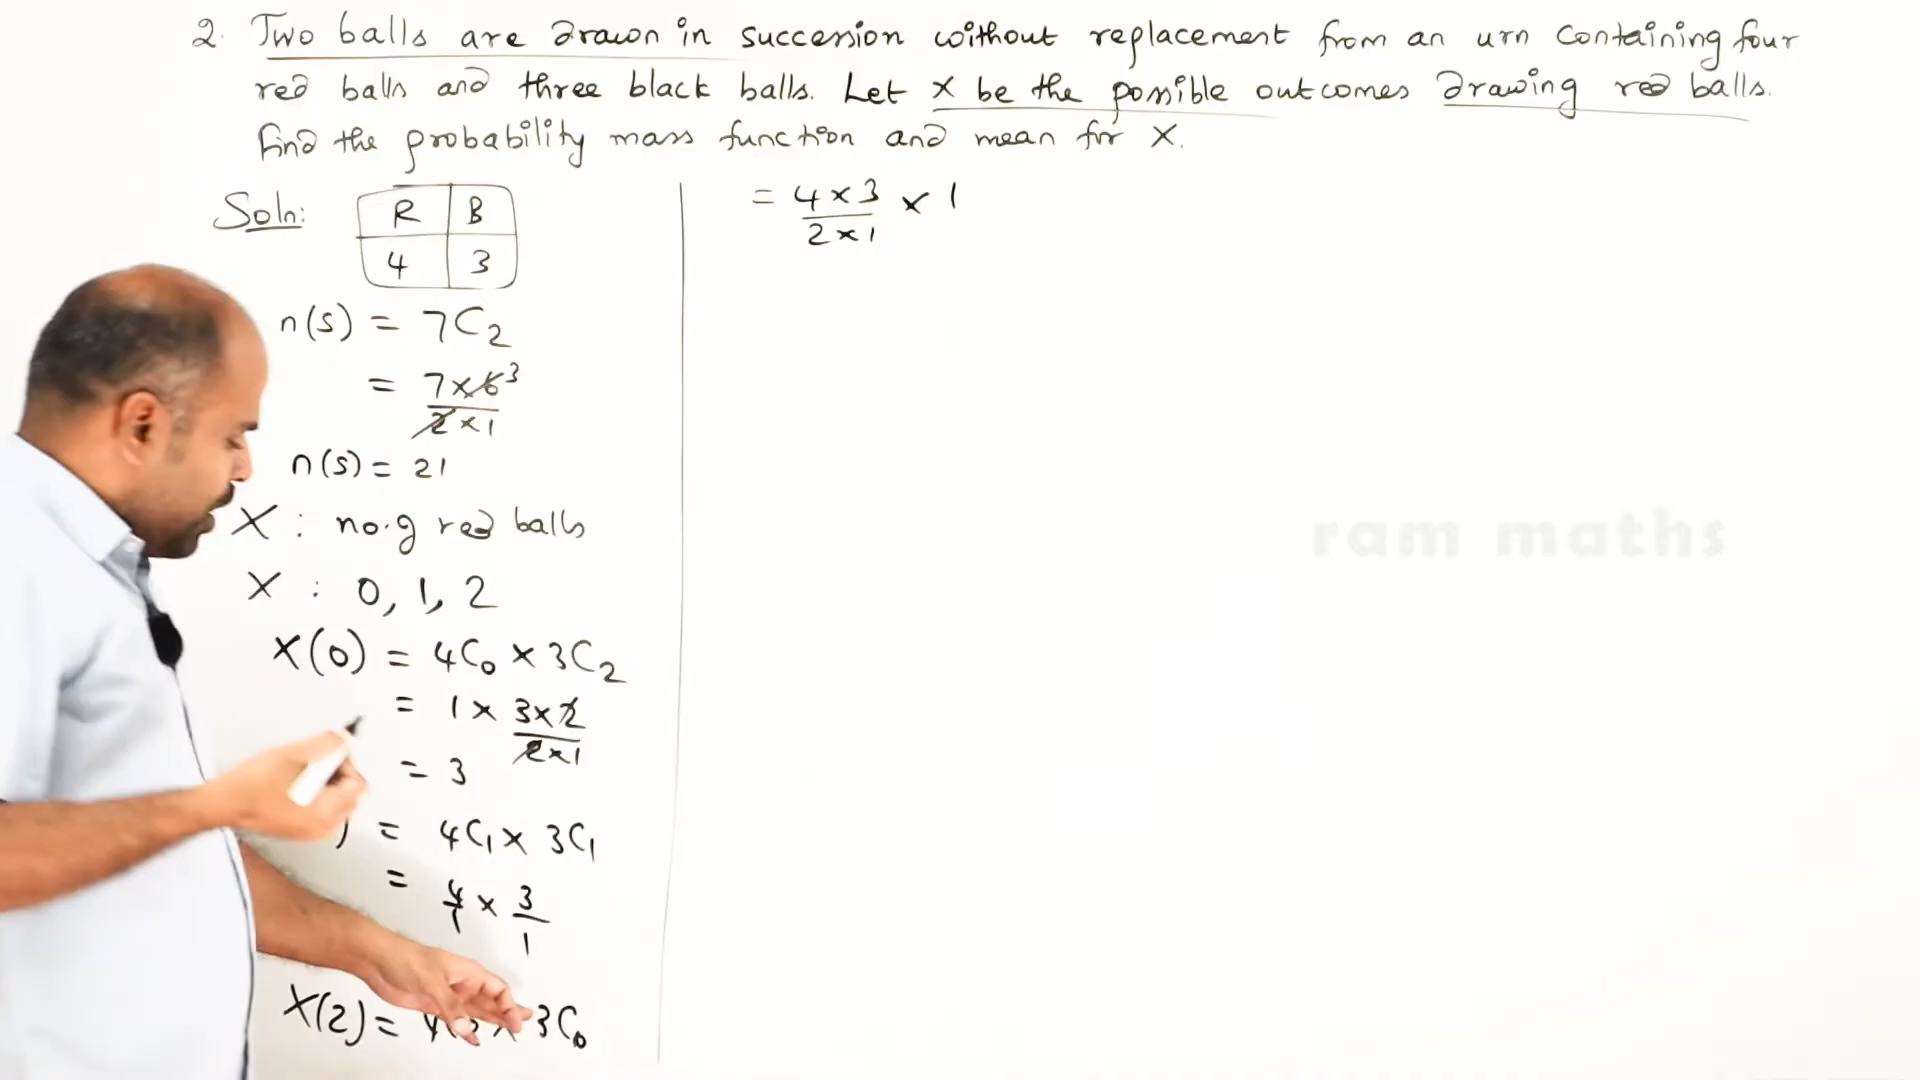 2. Two balls are drawn in succession without replacement from an urn containing four
red balls and three black balls. Let X be the possible outcomes drawing red balls.
find the probability mass function and mean for X.
Soln:
R B
4 3
n(s) = 7C₂
= 7×6 3
2×1
n(s) = 21
X : no. of red balls
X : 0, 1, 2
X(0) = 4C₀ × 3C₂
= 1 × 3×2
2×1
= 3
) = 4C₁ × 3C₁
= 4/1 × 3/1
X(2) = 3C₀
= 4×3 × 1
2×1
ram maths